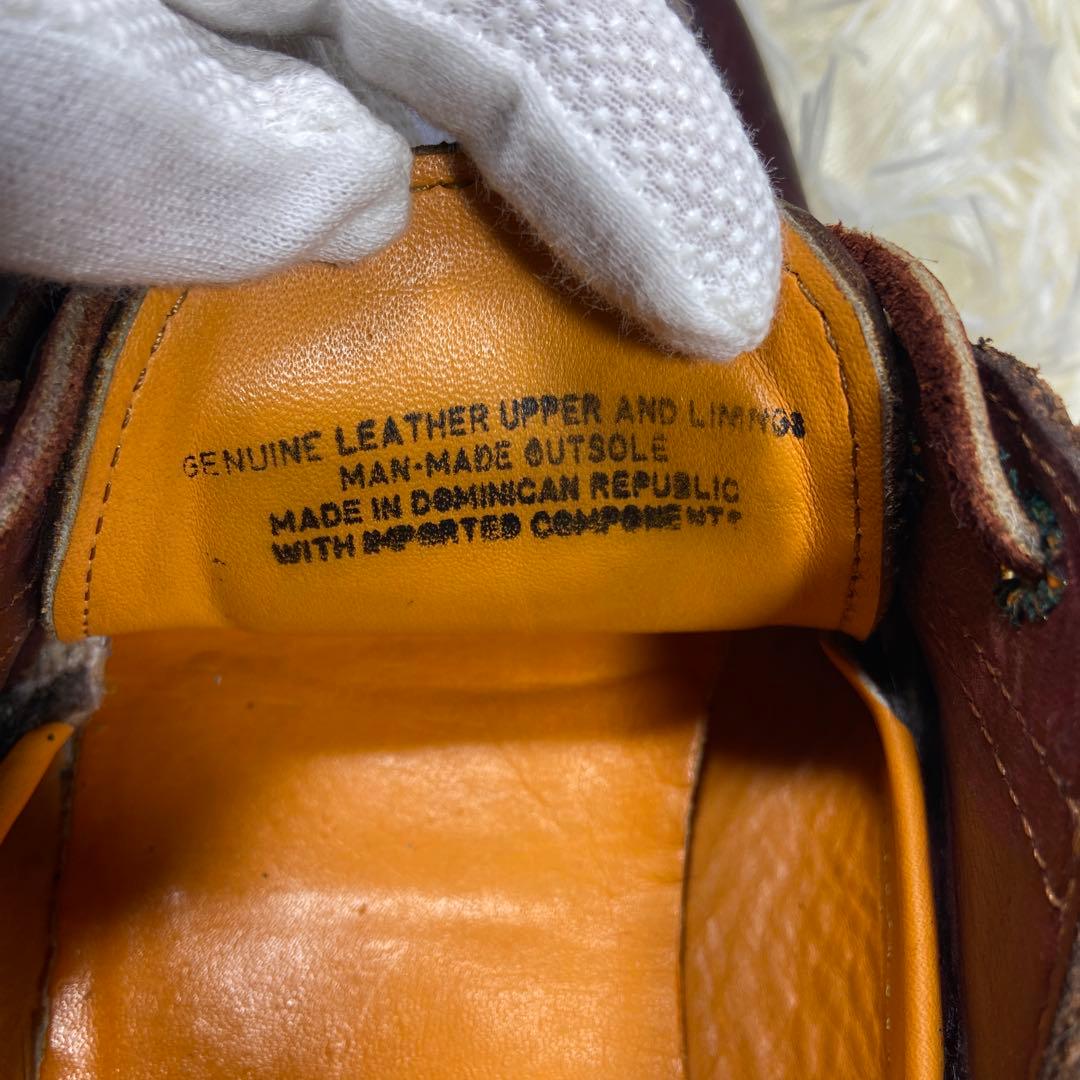 GENUINE LEATHER UPPER AND LININGS
MAN-MADE OUTSOLE
MADE IN DOMINICAN REPUBLIC
WITH IMPORTED COMPONENTS